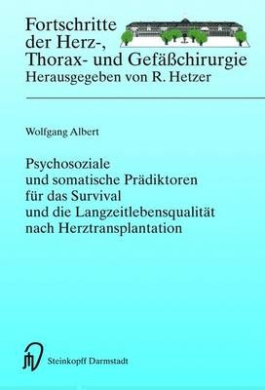 Fortschritte
der Herz-,
Thorax- und Gefäßchirurgie
Herausgegeben von R. Hetzer
Wolfgang Albert
Psychosoziale
und somatische Prädiktoren
für das Survival
und die Langzeitlebensqualität
nach Herztransplantation
Steinkopff Darmstadt